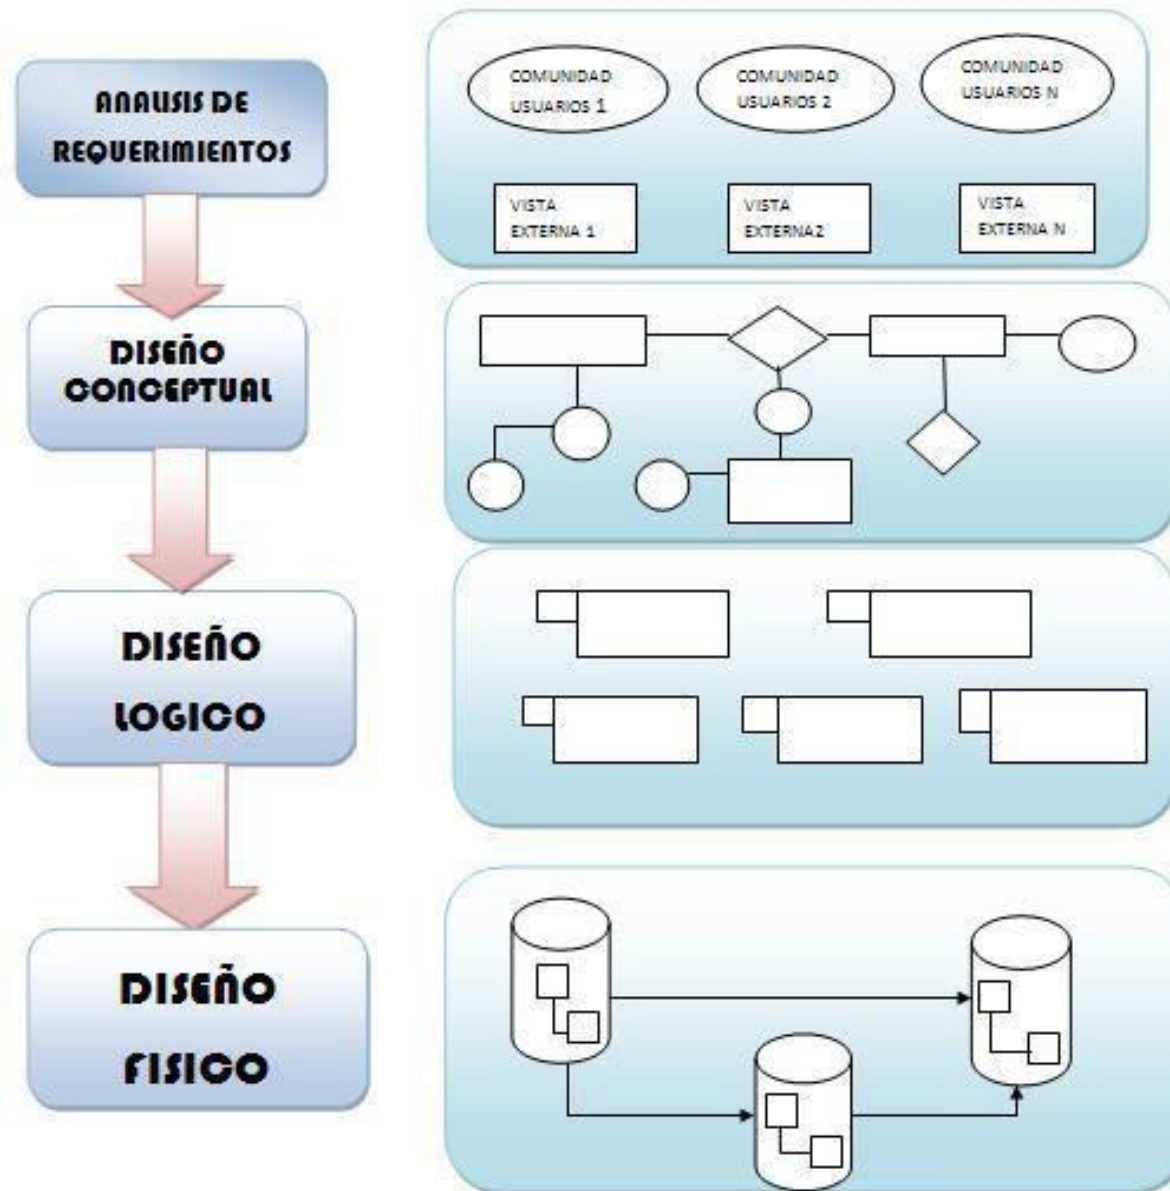 ANALISIS DE
REQUERIMIENTOS
COMUNIDAD
USUARIOS 1
COMUNIDAD
USUARIOS 2
COMUNIDAD
USUARIOS N
VISTA
EXTERNA 1
VISTA
EXTERNA2
VISTA
EXTERNA N
DISEÑO
CONCEPTUAL
DISEÑO
LOGICO
DISEÑO
FISICO